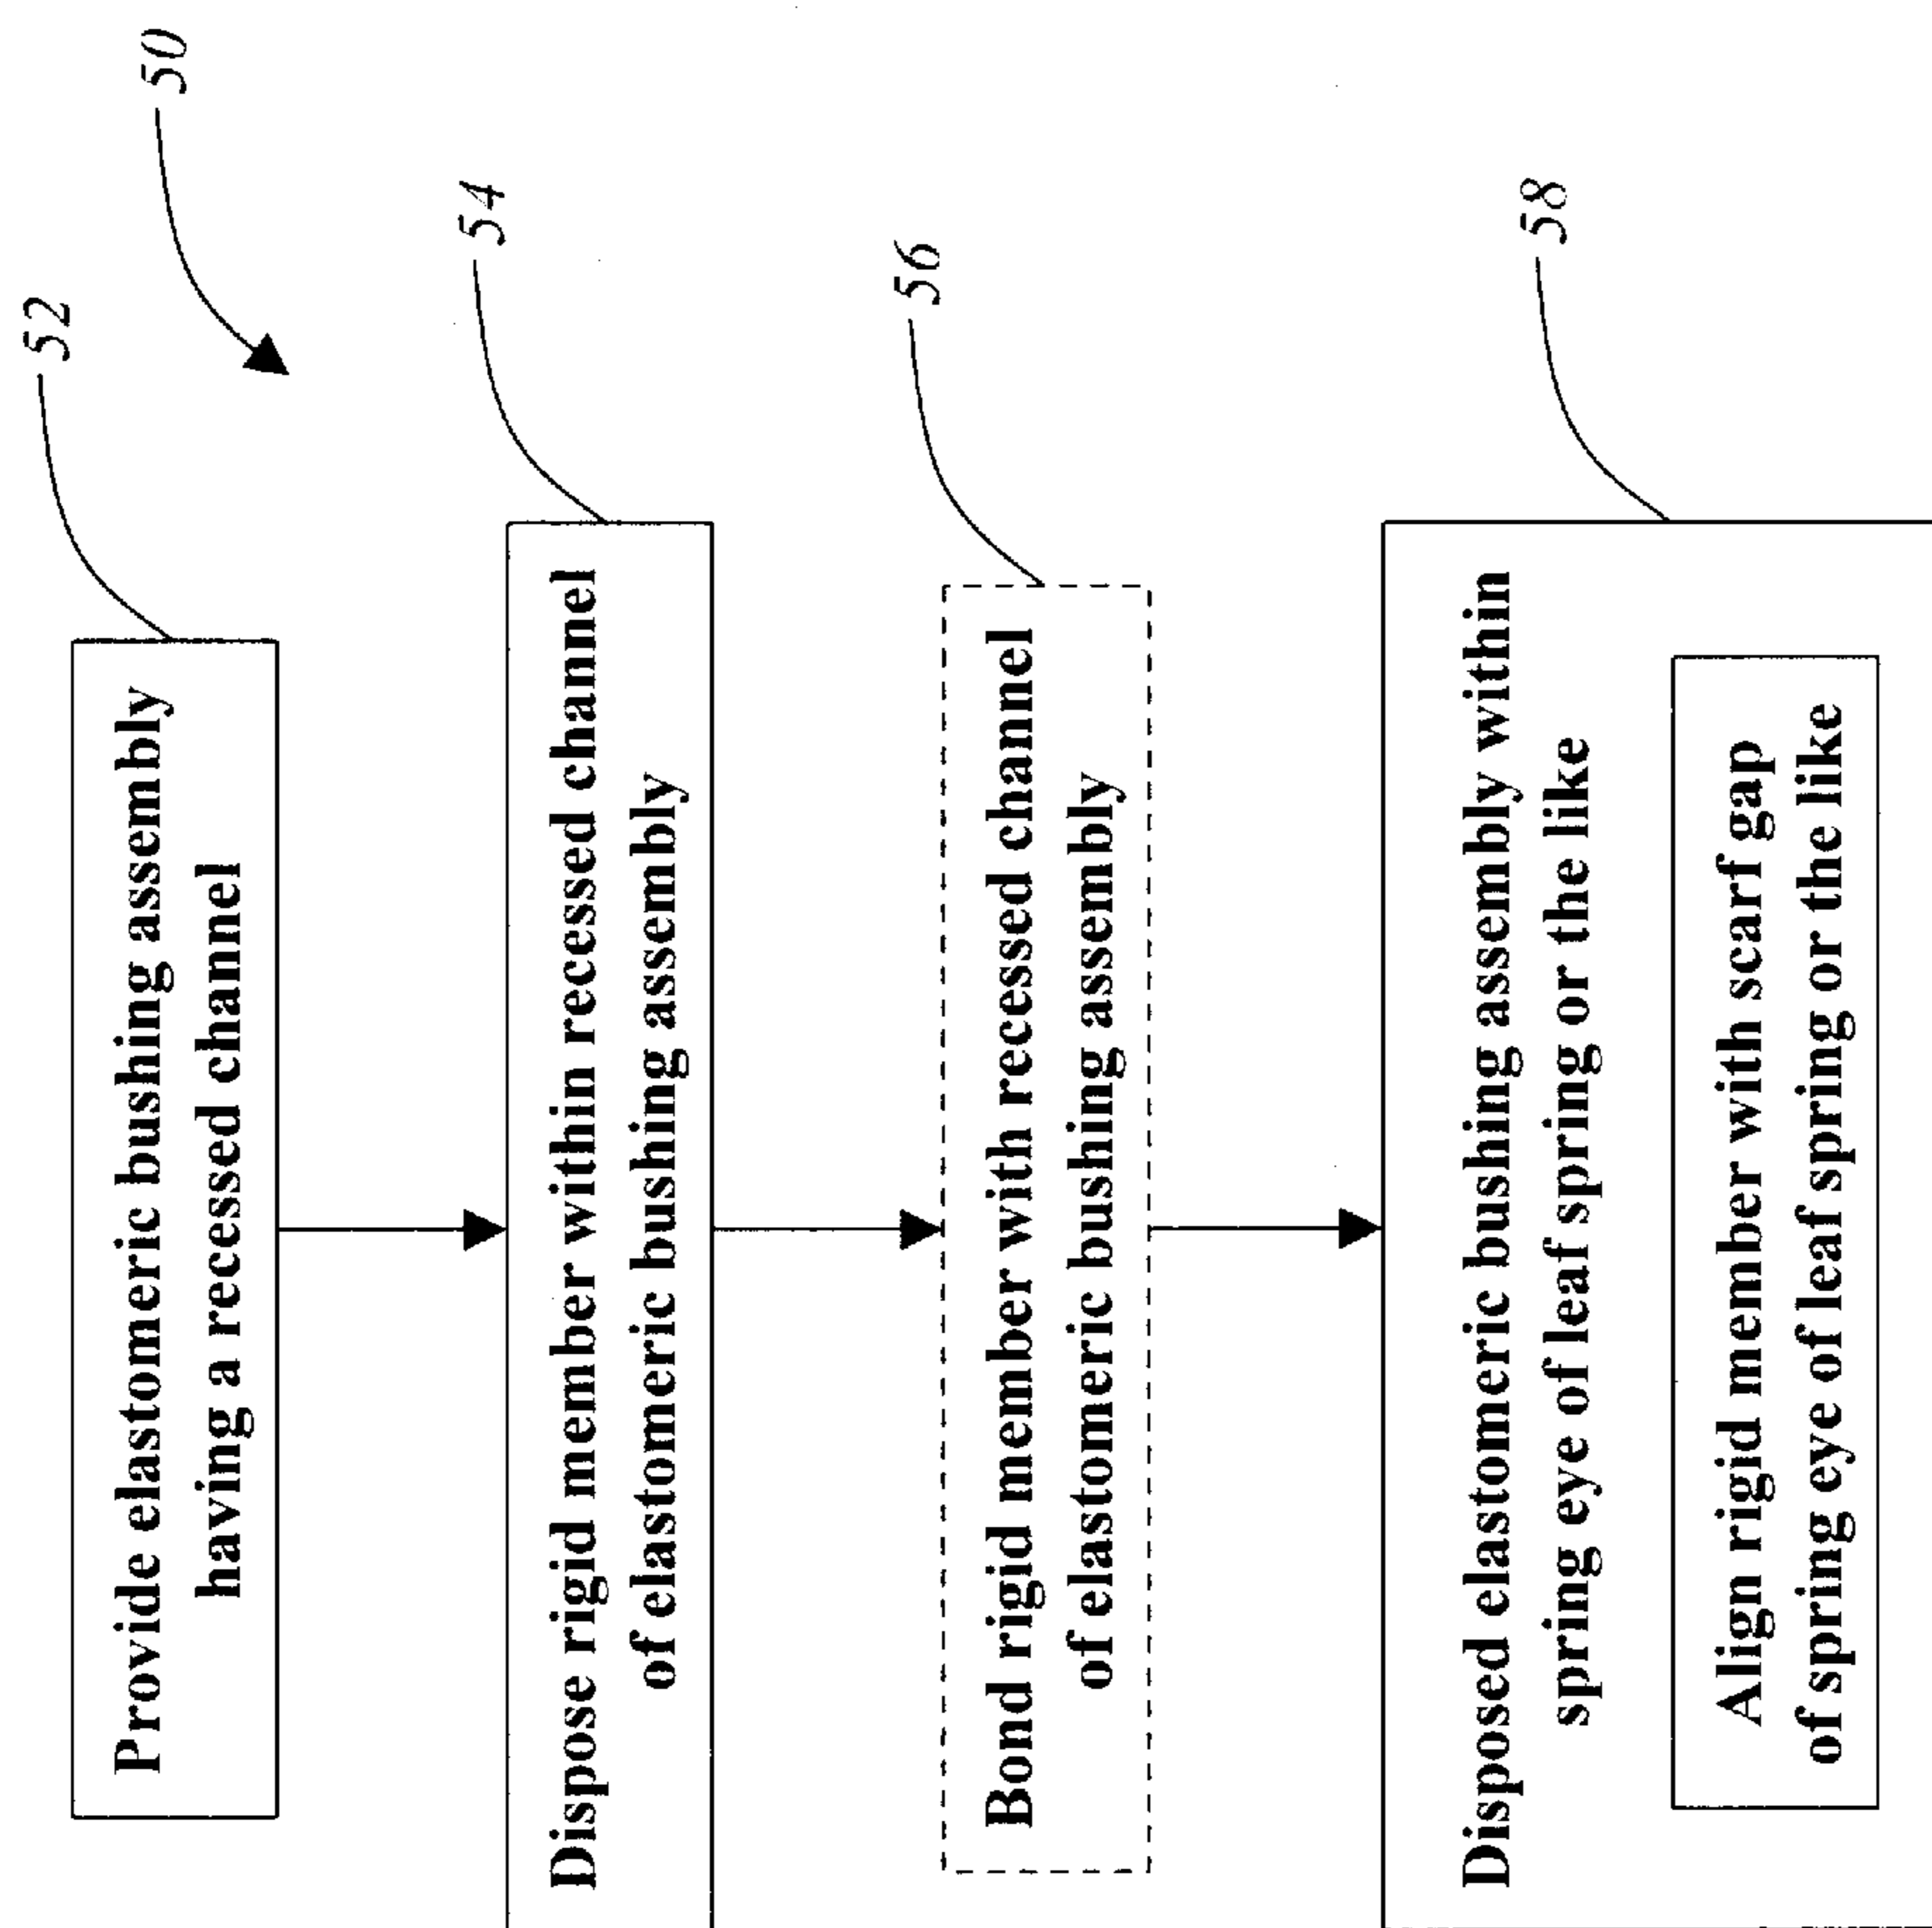 50
52
Provide elastomeric bushing assembly
having a recessed channel
54
Dispose rigid member within recessed channel
of elastomeric bushing assembly
56
Bond rigid member with recessed channel
of elastomeric bushing assembly
58
Disposed elastomeric bushing assembly within
spring eye of leaf spring or the like
Align rigid member with scarf gap
of spring eye of leaf spring or the like